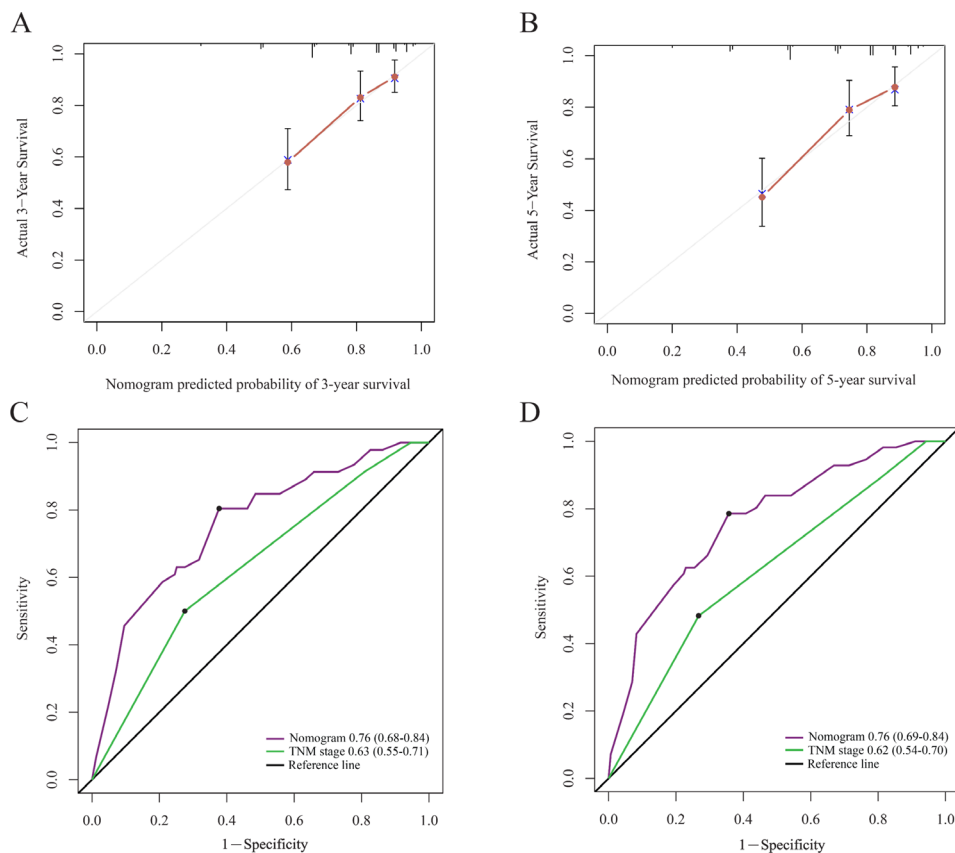 A
B
Actual 3−Year Survival
1.0
0.8
0.6
0.4
0.2
0.0
0.0 0.2 0.4 0.6 0.8 1.0
Nomogram predicted probability of 3-year survival
Actual 5−Year Survival
1.0
0.8
0.6
0.4
0.2
0.0
0.0 0.2 0.4 0.6 0.8 1.0
Nomogram predicted probability of 5-year survival
C
D
Sensitivity
1.0
0.8
0.6
0.4
0.2
0.0
Nomogram 0.76 (0.68-0.84)
TNM stage 0.63 (0.55-0.71)
Reference line
0.0 0.2 0.4 0.6 0.8 1.0
1−Specificity
Sensitivity
1.0
0.8
0.6
0.4
0.2
0.0
Nomogram 0.76 (0.69-0.84)
TNM stage 0.62 (0.54-0.70)
Reference line
0.0 0.2 0.4 0.6 0.8 1.0
1−Specificity